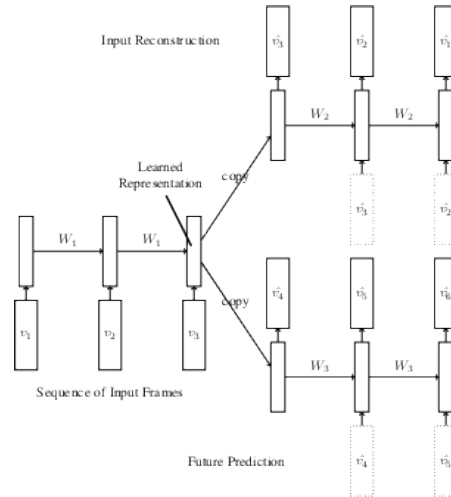 Input Reconstruction
v̂₃ v̂₂ v̂₁
W₂ W₂
Learned
Representation
copy
v̂₃ v̂₂
W₁ W₁
v₁ v₂ v₃
v̂₄ v̂₅ v̂₆
copy
W₃ W₃
Sequence of Input Frames
Future Prediction
v̂₄ v̂₅